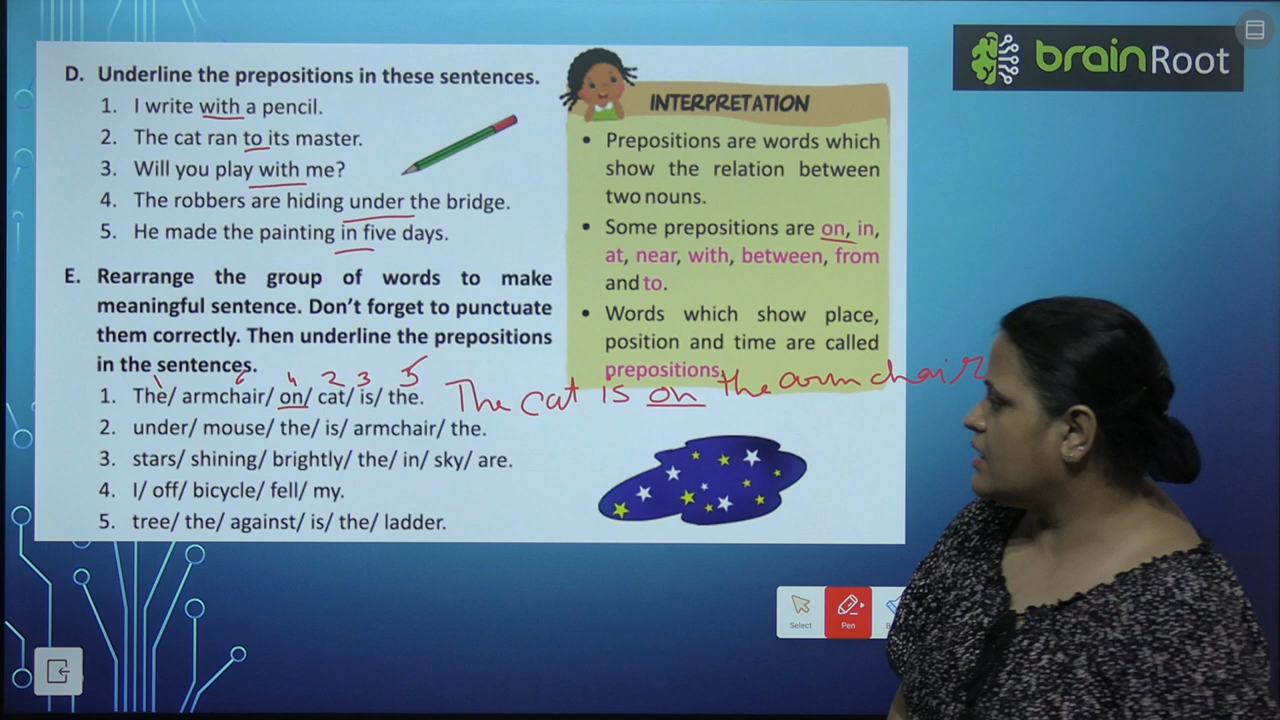 brainRoot
D. Underline the prepositions in these sentences.
1. I write with a pencil.
2. The cat ran to its master.
3. Will you play with me?
4. The robbers are hiding under the bridge.
5. He made the painting in five days.
E. Rearrange the group of words to make
meaningful sentence. Don't forget to punctuate
them correctly. Then underline the prepositions
in the sentences.
1 6 4 2 3 5
1. The/ armchair/ on/ cat/ is/ the.
The cat is on the armchair
2. under/ mouse/ the/ is/ armchair/ the.
3. stars/ shining/ brightly/ the/ in/ sky/ are.
4. I/ off/ bicycle/ fell/ my.
5. tree/ the/ against/ is/ the/ ladder.
INTERPRETATION
• Prepositions are words which
show the relation between
two nouns.
• Some prepositions are on, in,
at, near, with, between, from
and to.
• Words which show place,
position and time are called
prepositions.
Select
Pen